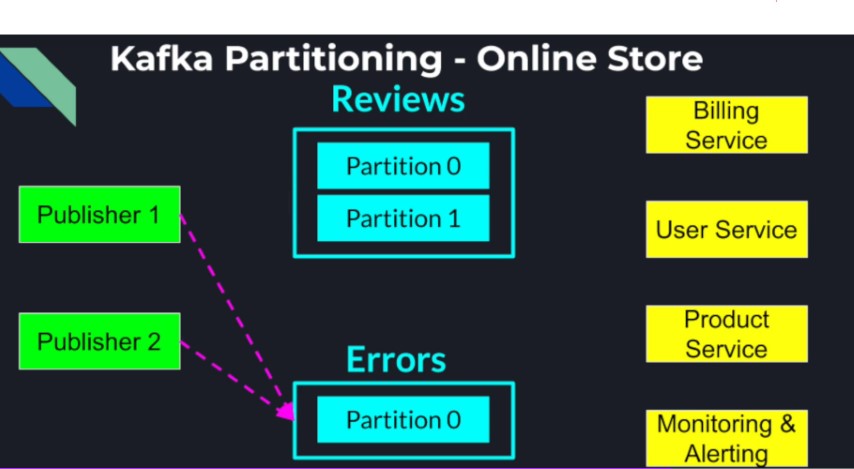 Kafka Partitioning - Online Store
Reviews
Partition 0
Partition 1
Publisher 1
Publisher 2
Errors
Partition 0
Billing
Service
User Service
Product
Service
Monitoring &
Alerting